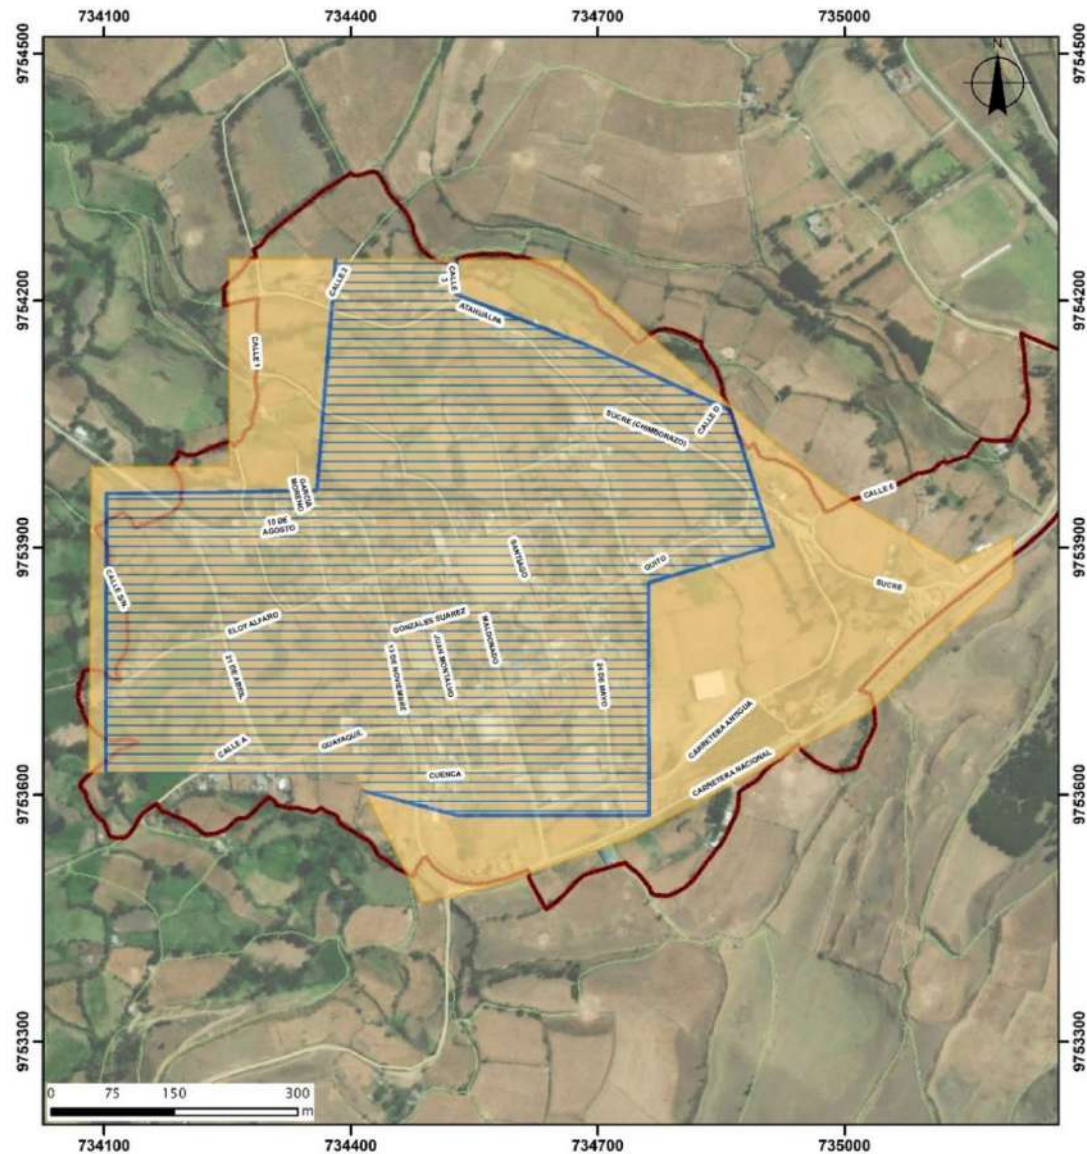 734100 734400 734700 735000
9754500
9754500
N
CALLE 2
CALLE
3
9754200
9754200
ATAHUALPA
CALLE 1
CALLE D
SUCRE (CHIMBORAZO)
GARCIA
MORENO
CALLE E
10 DE
AGOSTO
9753900
9753900
SANTIAGO
QUITO
CALLE S/N
SUCRE
GONZALES SUAREZ
ELOY ALFARO
MALDONADO
JUAN MONTALVO
13 DE NOVIEMBRE
21 DE ABRIL
24 DE MAYO
CARRETERA ANTIGUA
GUAYAQUIL
CALLE A
CARRETERA NACIONAL
CUENCA
9753600
9753600
9753300
9753300
0 75 150 300
m
734100 734400 734700 735000